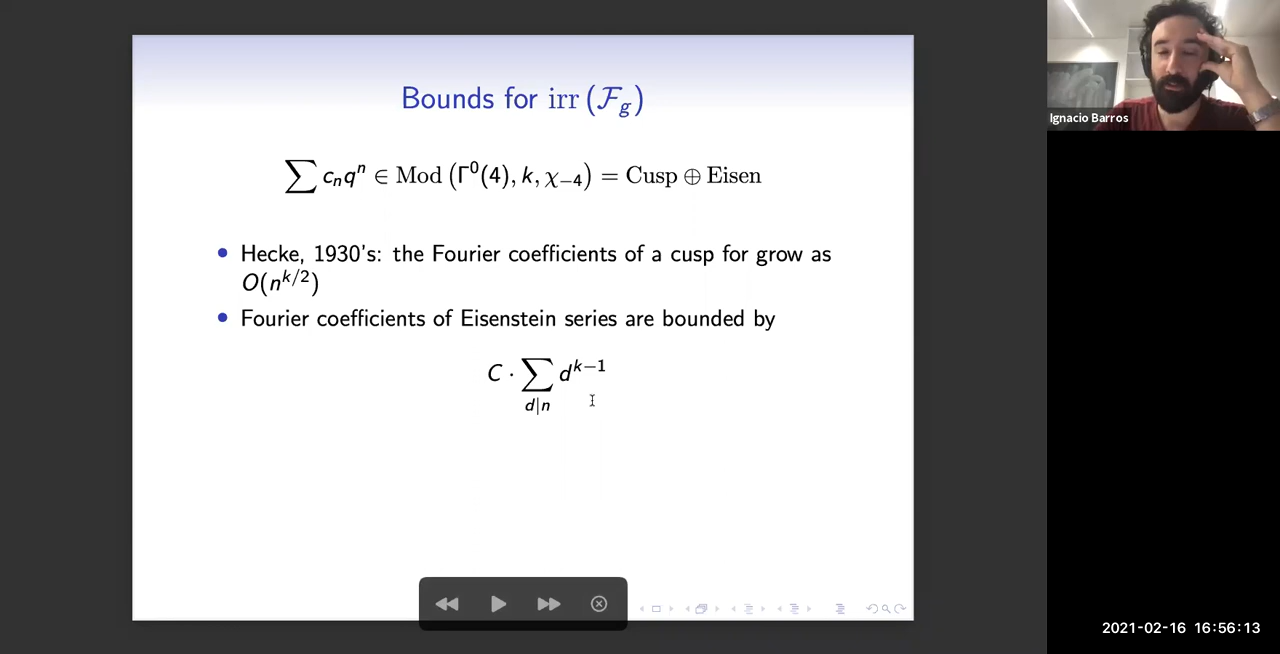 Bounds for irr (ℱ_g)
∑ c_n q^n ∈ Mod (Γ^0(4), k, χ_{−4}) = Cusp ⊕ Eisen
• Hecke, 1930's: the Fourier coefficients of a cusp for grow as
O(n^{k/2})
• Fourier coefficients of Eisenstein series are bounded by
C · ∑_{d|n} d^{k−1}
Ignacio Barros
2021-02-16 16:56:13